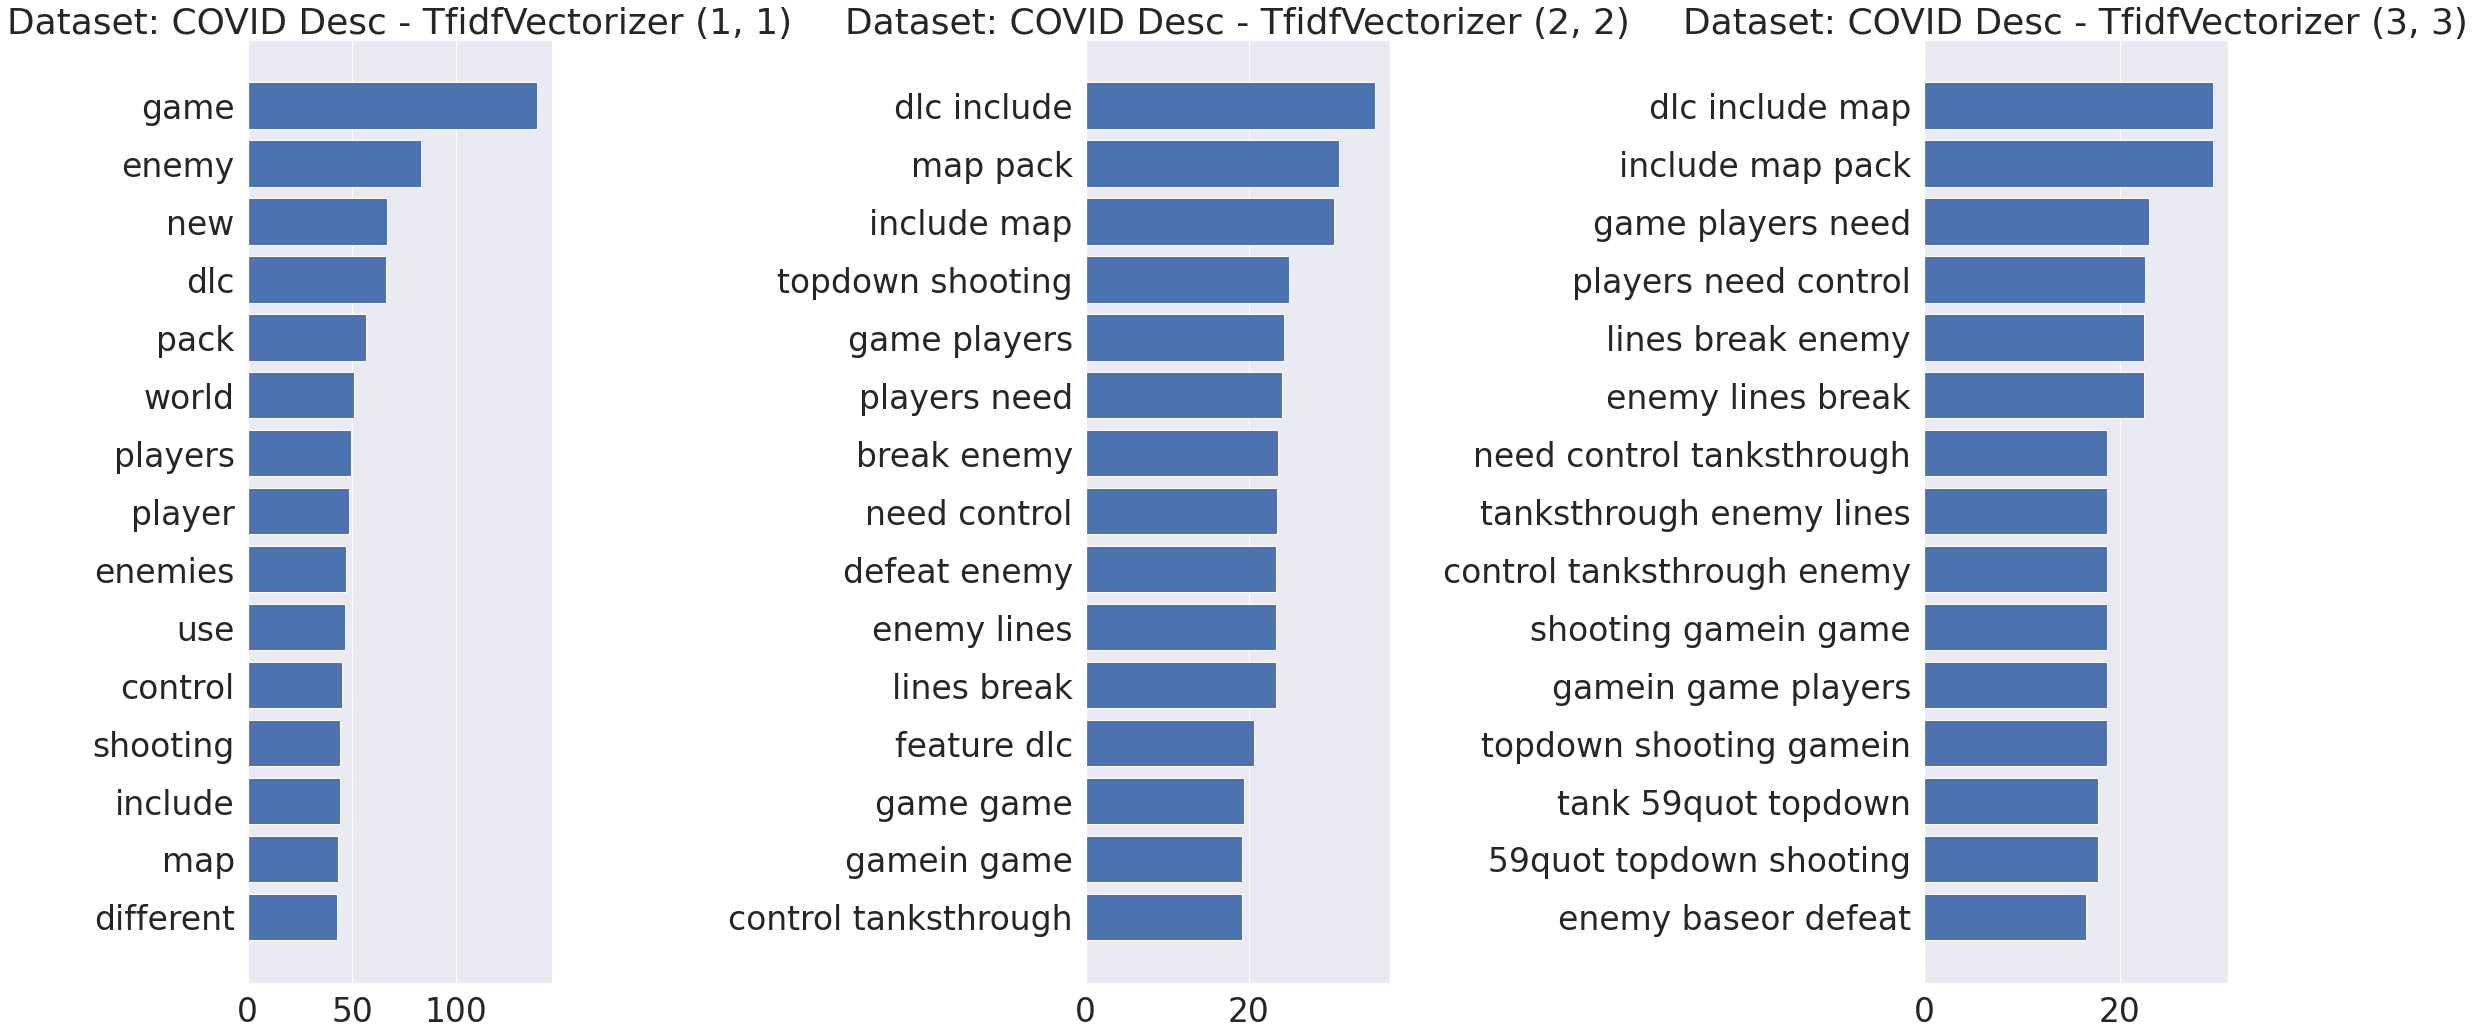 Dataset: COVID Desc - TfidfVectorizer (1, 1)
game
enemy
new
dlc
pack
world
players
player
enemies
use
control
shooting
include
map
different
0 50 100
Dataset: COVID Desc - TfidfVectorizer (2, 2)
dlc include
map pack
include map
topdown shooting
game players
players need
break enemy
need control
defeat enemy
enemy lines
lines break
feature dlc
game game
gamein game
control tanksthrough
0 20
Dataset: COVID Desc - TfidfVectorizer (3, 3)
dlc include map
include map pack
game players need
players need control
lines break enemy
enemy lines break
need control tanksthrough
tanksthrough enemy lines
control tanksthrough enemy
shooting gamein game
gamein game players
topdown shooting gamein
tank 59quot topdown
59quot topdown shooting
enemy baseor defeat
0 20